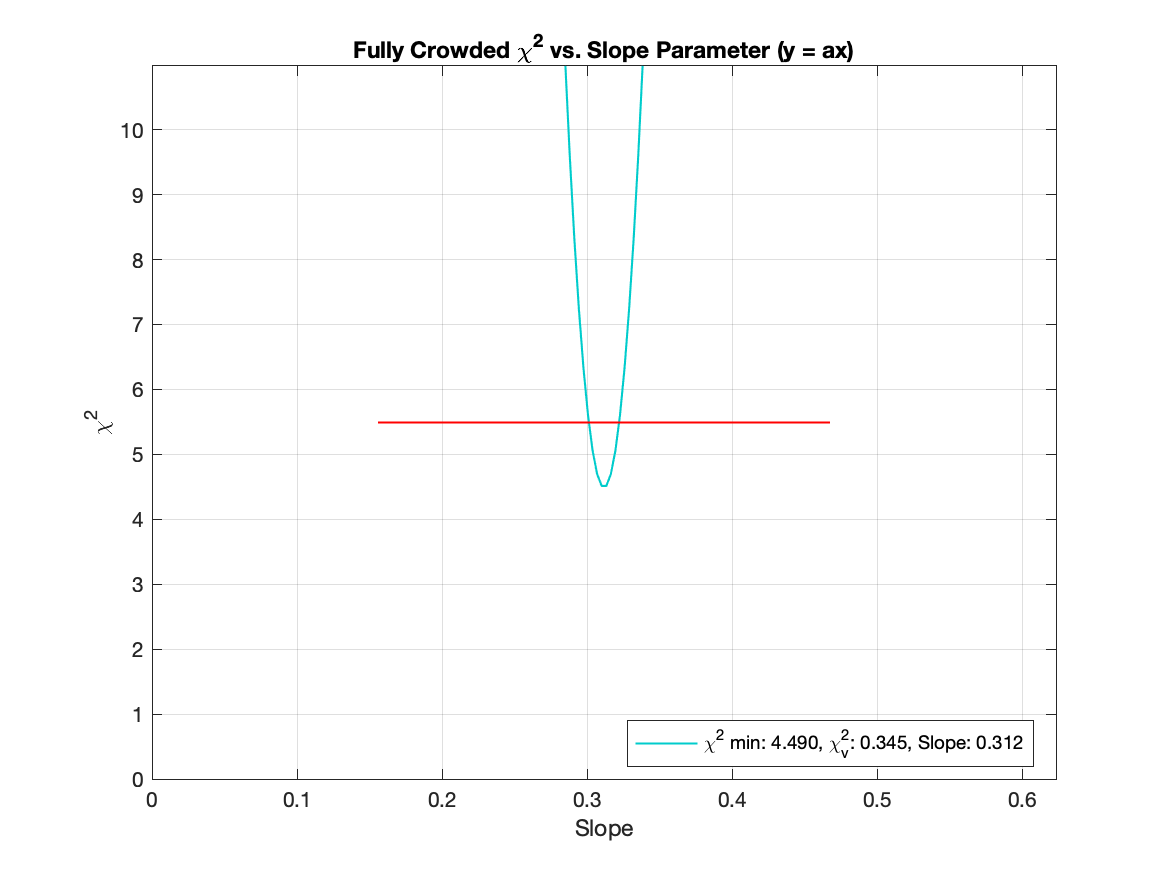 Fully Crowded χ² vs. Slope Parameter (y = ax)
10
9
8
7
6
5
4
3
2
1
0
χ²
χ² min: 4.490, χ²ᵥ: 0.345, Slope: 0.312
0 0.1 0.2 0.3 0.4 0.5 0.6
Slope